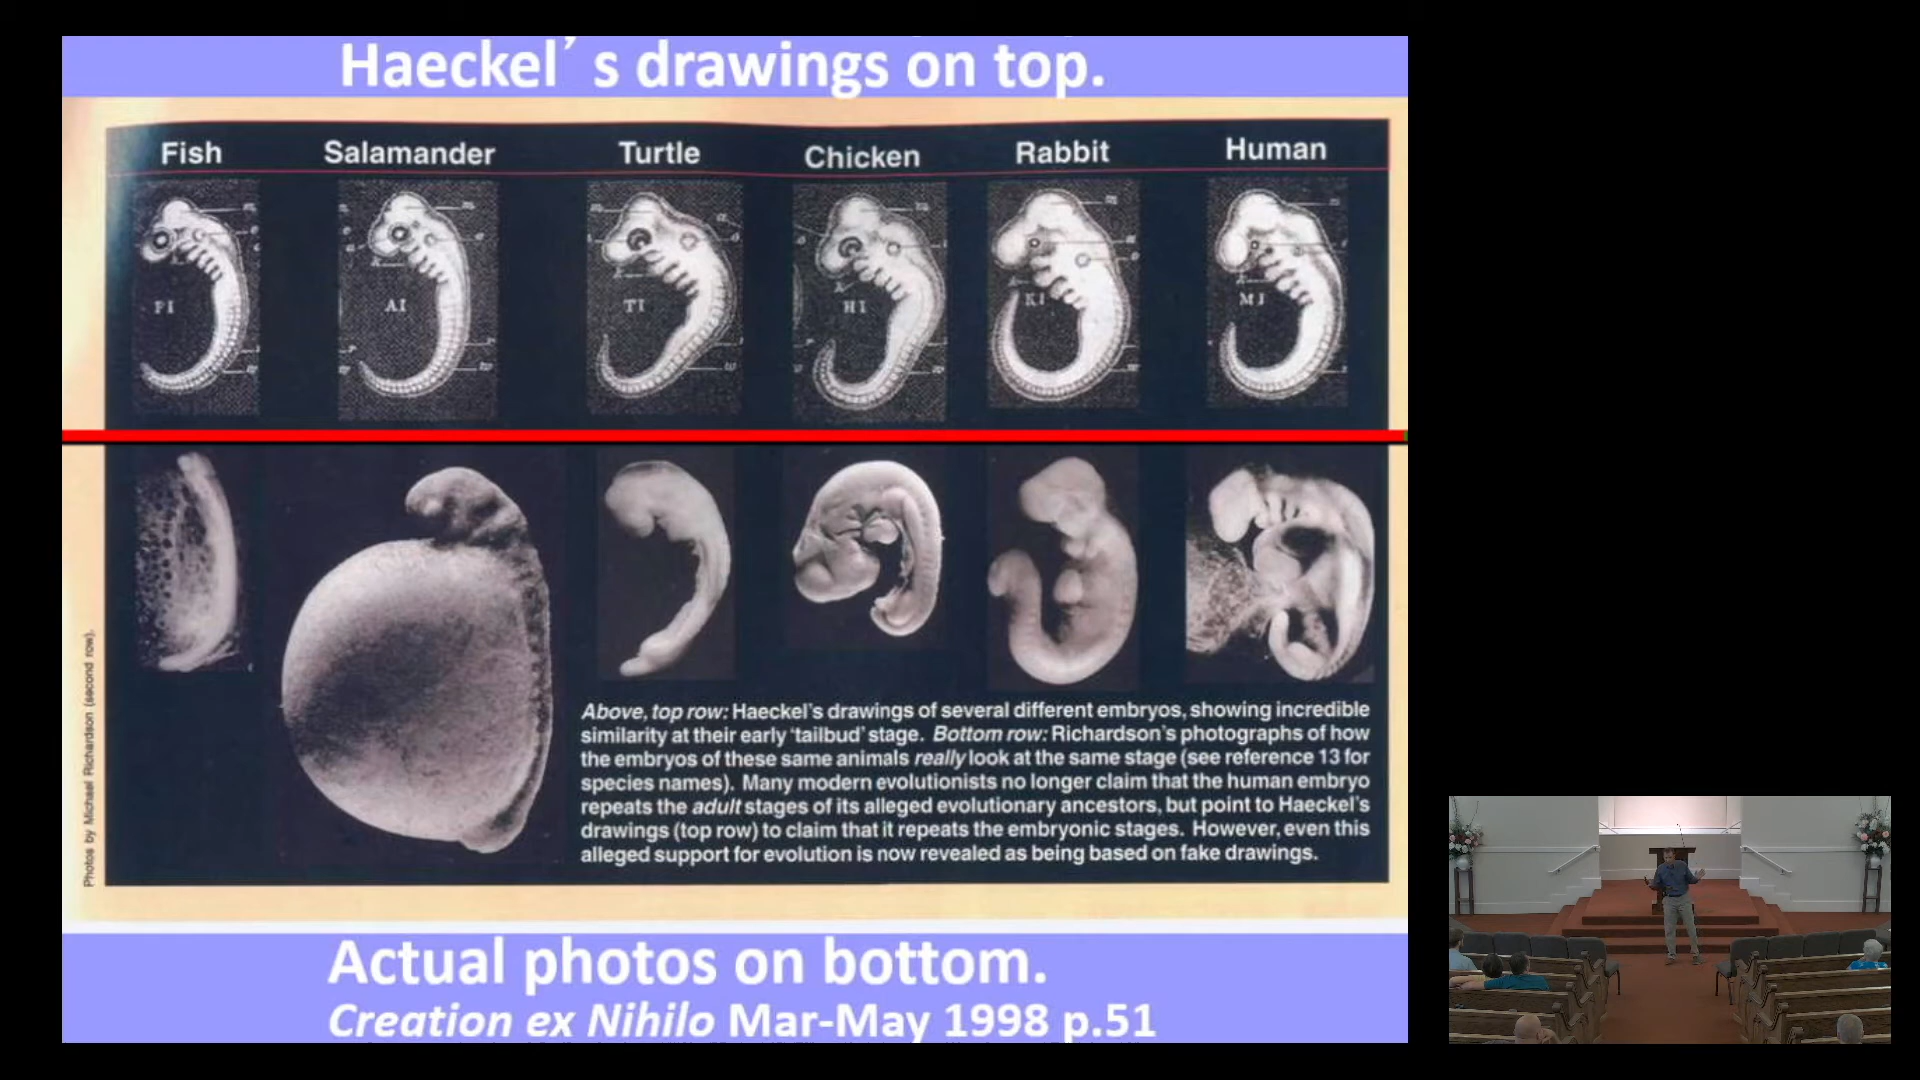 Haeckel's drawings on top.
Fish Salamander Turtle Chicken Rabbit Human
FI AI TI HI KI MI
Photos by Michael Richardson (second row).
Above, top row: Haeckel's drawings of several different embryos, showing incredible
similarity at their early 'tailbud' stage. Bottom row: Richardson's photographs of how
the embryos of these same animals really look at the same stage (see reference 13 for
species names). Many modern evolutionists no longer claim that the human embryo
repeats the adult stages of its alleged evolutionary ancestors, but point to Haeckel's
drawings (top row) to claim that it repeats the embryonic stages. However, even this
alleged support for evolution is now revealed as being based on fake drawings.
Actual photos on bottom.
Creation ex Nihilo Mar-May 1998 p.51